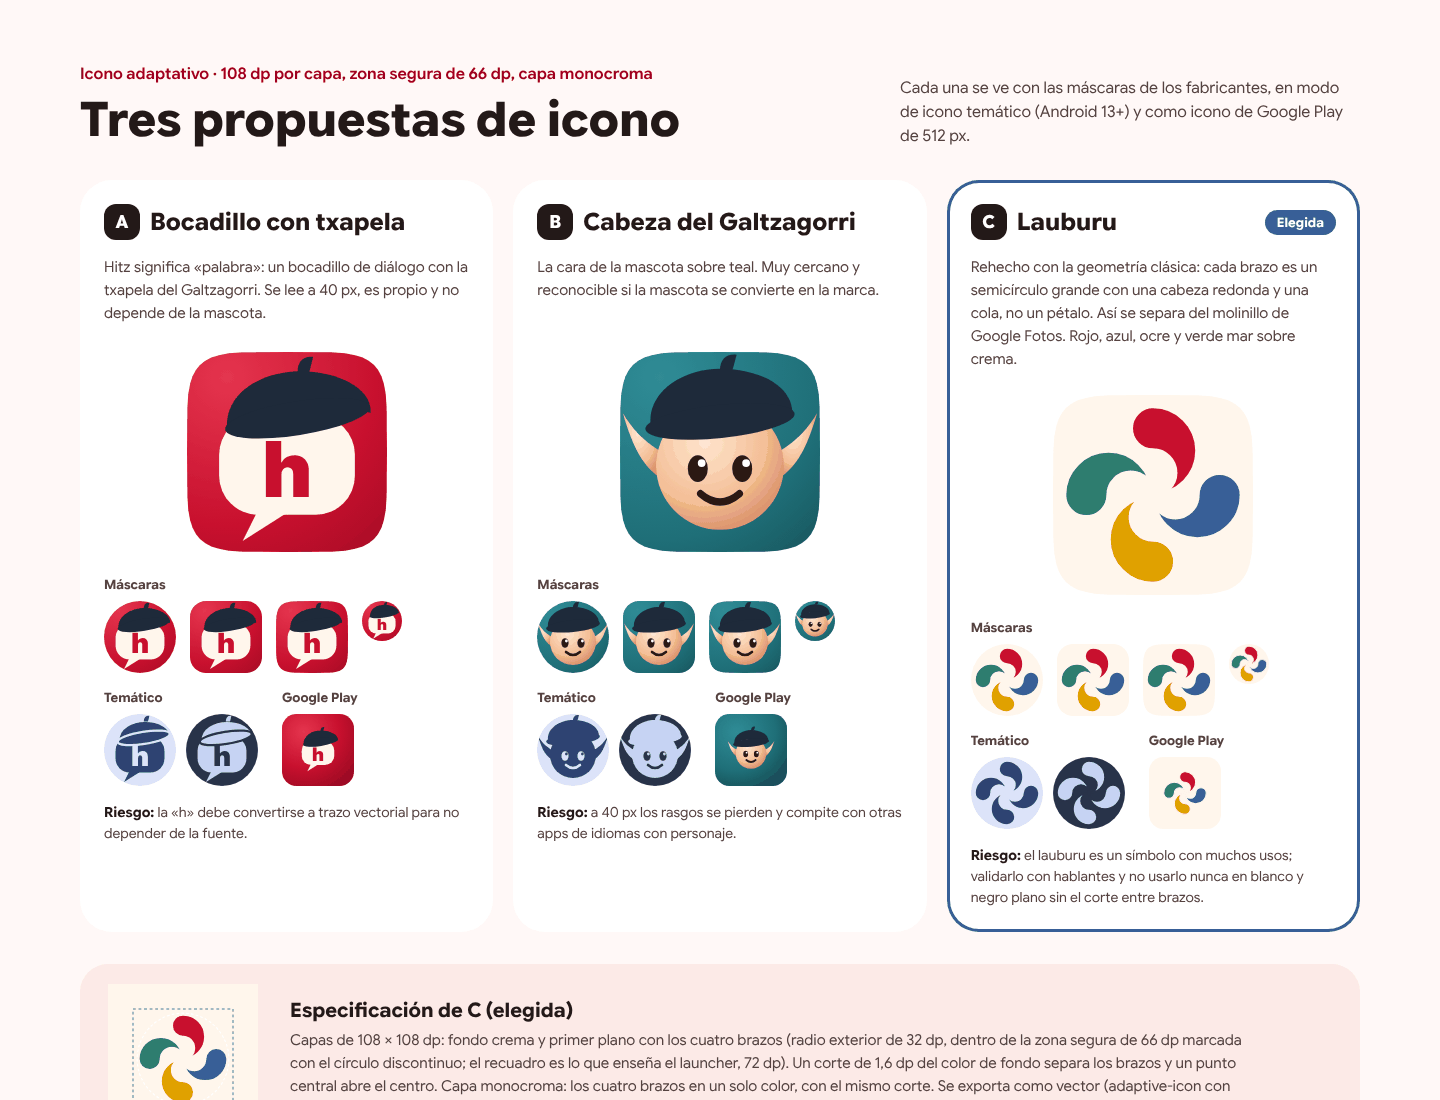 Icono adaptativo · 108 dp por capa, zona segura de 66 dp, capa monocroma
Tres propuestas de icono
Cada una se ve con las máscaras de los fabricantes, en modo
de icono temático (Android 13+) y como icono de Google Play
de 512 px.
A Bocadillo con txapela
Hitz significa «palabra»: un bocadillo de diálogo con la
txapela del Galtzagorri. Se lee a 40 px, es propio y no
depende de la mascota.
h
Máscaras
h h h h
Temático Google Play
h h h
Riesgo: la «h» debe convertirse a trazo vectorial para no
depender de la fuente.
B Cabeza del Galtzagorri
La cara de la mascota sobre teal. Muy cercano y
reconocible si la mascota se convierte en la marca.
Máscaras
Temático Google Play
Riesgo: a 40 px los rasgos se pierden y compite con otras
apps de idiomas con personaje.
C Lauburu Elegida
Rehecho con la geometría clásica: cada brazo es un
semicírculo grande con una cabeza redonda y una
cola, no un pétalo. Así se separa del molinillo de
Google Fotos. Rojo, azul, ocre y verde mar sobre
crema.
Máscaras
Temático Google Play
Riesgo: el lauburu es un símbolo con muchos usos;
validarlo con hablantes y no usarlo nunca en blanco y
negro plano sin el corte entre brazos.
Especificación de C (elegida)
Capas de 108 × 108 dp: fondo crema y primer plano con los cuatro brazos (radio exterior de 32 dp, dentro de la zona segura de 66 dp marcada
con el círculo discontinuo; el recuadro es lo que enseña el launcher, 72 dp). Un corte de 1,6 dp del color de fondo separa los brazos y un punto
central abre el centro. Capa monocroma: los cuatro brazos en un solo color, con el mismo corte. Se exporta como vector (adaptive-icon con